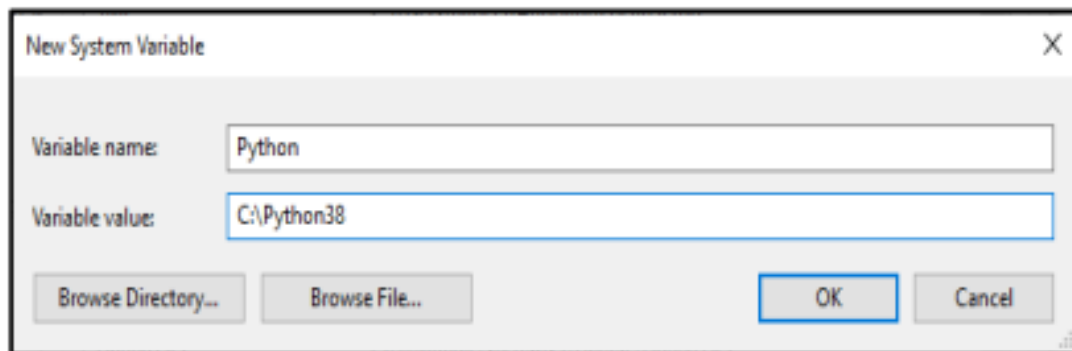 New System Variable
Variable name: Python
Variable value: C:\Python38
Browse Directory... Browse File... OK Cancel